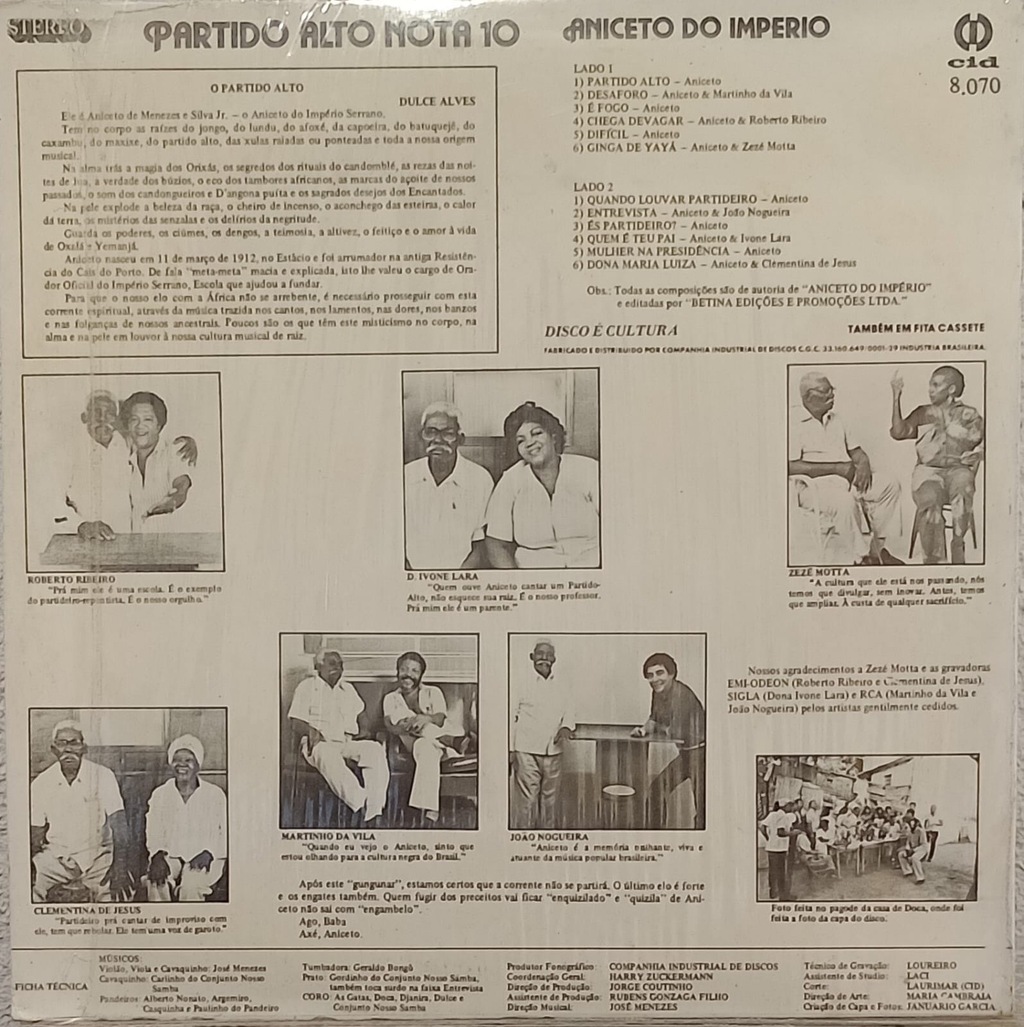 STEREO
PARTIDO ALTO NOTA 10
ANICETO DO IMPERIO
cid
8.070
O PARTIDO ALTO
DULCE ALVES
Ele é Aniceto de Menezes e Silva Jr. – o Aniceto do Império Serrano.
Tem no corpo as raízes do jongo, do lundu, do afoxé, da capoeira, do batuquejê, do
caxambu, do maxixe, do partido alto, das xulas raiadas ou ponteadas e toda a nossa origem
musical.
Na alma trás a magia dos Orixás, os segredos dos rituais do candomblé, as rezas das noi-
tes de lua, a verdade dos búzios, o eco dos tambores africanos, as marcas do açoite de nossos
passados, o som dos candongueiros e D'angona puíta e os sagrados desejos dos Encantados.
Na pele explode a beleza da raça, o cheiro de incenso, o aconchego das esteiras, o calor
da terra, os mistérios das senzalas e os delírios da negritude.
Guarda os poderes, os ciúmes, os dengos, a teimosia, a altivez, o feitiço e o amor à vida
de Oxalá e Yemanjá.
Aniceto nasceu em 11 de março de 1912, no Estácio e foi arrumador na antiga Resistên-
cia do Cais do Porto. De fala "meta-meta" macia e explicada, isto lhe valeu o cargo de Ora-
dor Oficial do Império Serrano, Escola que ajudou a fundar.
Para que o nosso elo com a África não se arrebente, é necessário prosseguir com esta
corrente espiritual, através da música trazida nos cantos, nos lamentos, nas dores, nos banzos
e nas folganças de nossos ancestrais. Poucos são os que têm este misticismo no corpo, na
alma e na pele em louvor à nossa cultura musical de raiz.
LADO 1
1) PARTIDO ALTO – Aniceto
2) DESAFORO – Aniceto & Martinho da Vila
3) É FOGO – Aniceto
4) CHEGA DEVAGAR – Aniceto & Roberto Ribeiro
5) DIFÍCIL – Aniceto
6) GINGA DE YAYÁ – Aniceto & Zezé Motta
LADO 2
1) QUANDO LOUVAR PARTIDEIRO – Aniceto
2) ENTREVISTA – Aniceto & João Nogueira
3) ÉS PARTIDEIRO? – Aniceto
4) QUEM É TEU PAI – Aniceto & Ivone Lara
5) MULHER NA PRESIDÊNCIA – Aniceto
6) DONA MARIA LUIZA – Aniceto & Clementina de Jesus
Obs.: Todas as composições são de autoria de "ANICETO DO IMPÉRIO"
e editadas por "BETINA EDIÇÕES E PROMOÇÕES LTDA."
DISCO É CULTURA
TAMBÉM EM FITA CASSETE
FABRICADO E DISTRIBUIDO POR COMPANHIA INDUSTRIAL DE DISCOS C.G.C. 33.160.649/0001-29 INDUSTRIA BRASILEIRA.
ROBERTO RIBEIRO
"Prá mim ele é uma escola. É o exemplo
do partideiro-repentista. É o nosso orgulho."
D. IVONE LARA
"Quem ouve Aniceto cantar um Partido-
Alto, não esquece sua raiz. É o nosso professor.
Prá mim ele é um parente."
ZEZÉ MOTTA
"A cultura que ele está nos passando, nós
temos que divulgar, sem inovar. Antes, temos
que ampliar. À custa de qualquer sacrifício."
Nossos agradecimentos a Zezé Motta e as gravadoras
EMI-ODEON (Roberto Ribeiro e Clementina de Jesus),
SIGLA (Dona Ivone Lara) e RCA (Martinho da Vila e
João Nogueira) pelos artistas gentilmente cedidos.
MARTINHO DA VILA
"Quando eu vejo o Aniceto, sinto que
estou olhando para a cultura negra do Brasil."
JOÃO NOGUEIRA
"Aniceto é a memória brilhante, viva e
atuante da música popular brasileira."
CLEMENTINA DE JESUS
"Partideiro prá cantar de improviso com
ele, tem que rebolar. Ele tem uma voz de garoto."
Após este "gungunar", estamos certos que a corrente não se partirá. O último elo é forte
e os engates também. Quem fugir dos preceitos vai ficar "enquizilado" e "quizila" de Ani-
ceto não sai com "engambelo".
Ago, Baba
Axé, Aniceto.
Foto feita no pagode da casa de Doca, onde foi
feita a foto da capa do disco.
FICHA TÉCNICA
MÚSICOS:
Violão, Viola e Cavaquinho: José Menezes
Cavaquinho: Carlinho do Conjunto Nosso
Samba
Pandeiros: Alberto Nonato, Argemiro,
Casquinha e Paulinho do Pandeiro
Tumbadora: Geraldo Bongô
Prato: Gordinho do Conjunto Nosso Samba,
também toca surdo na faixa Entrevista
CORO: As Gatas, Doca, Djanira, Dulce e
Conjunto Nosso Samba
Produtor Fonográfico: COMPANHIA INDUSTRIAL DE DISCOS
Coordenação Geral: HARRY ZUCKERMANN
Direção de Produção: JORGE COUTINHO
Assistente de Produção: RUBENS GONZAGA FILHO
Direção Musical: JOSÉ MENEZES
Técnico de Gravação: LOUREIRO
Assistente de Studio: LACI
Corte: LAURIMAR (CID)
Direção de Arte: MARIA CAMBRAIA
Criação de Capa e Fotos: JANUARIO GARCIA